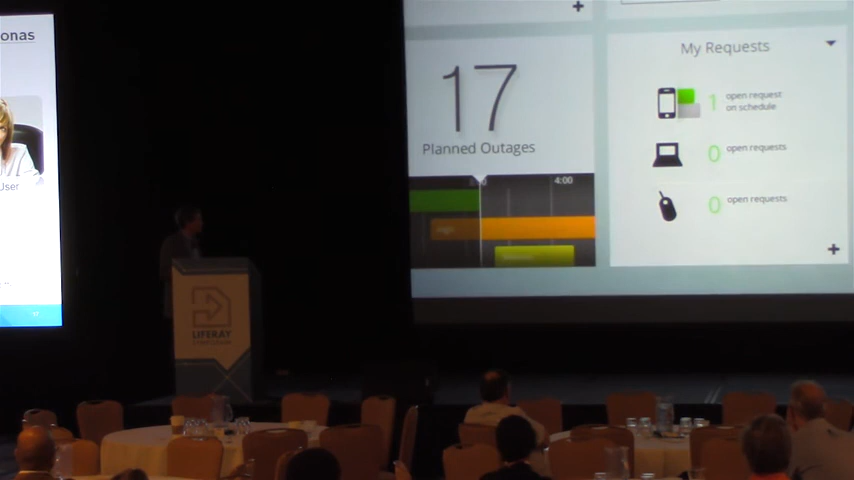 onas
User
17
Planned Outages
4:00
My Requests
1 open request
on schedule
0 open requests
0 open requests
LIFERAY